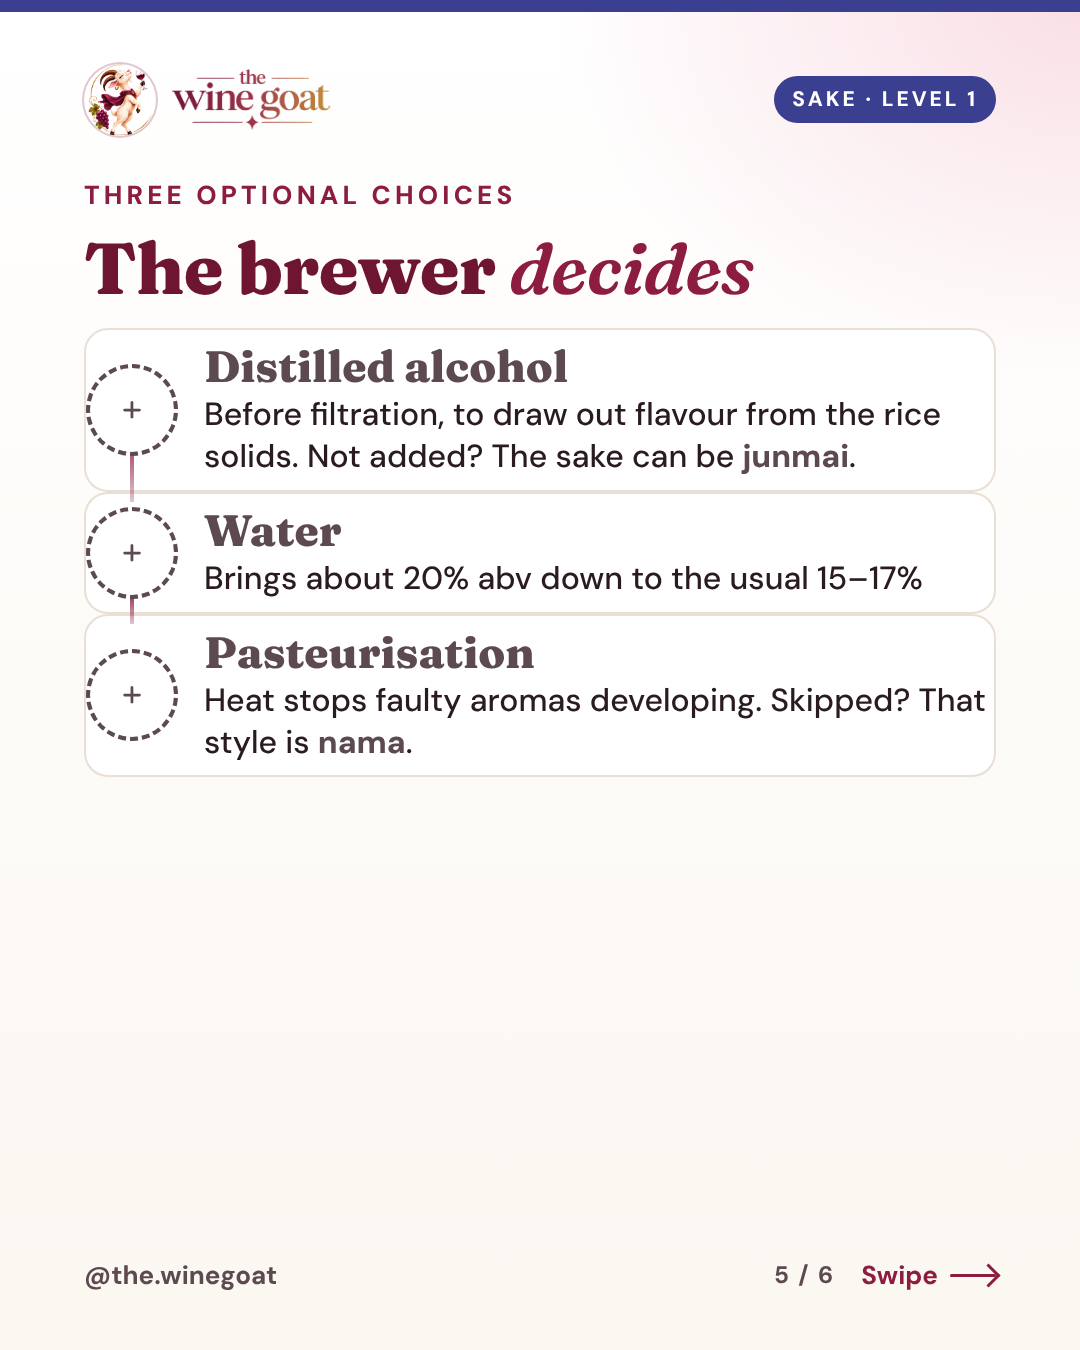 the
wine goat
SAKE · LEVEL 1
THREE OPTIONAL CHOICES
The brewer decides
Distilled alcohol
Before filtration, to draw out flavour from the rice
solids. Not added? The sake can be junmai.
Water
Brings about 20% abv down to the usual 15–17%
Pasteurisation
Heat stops faulty aromas developing. Skipped? That
style is nama.
@the.winegoat
5 / 6 Swipe